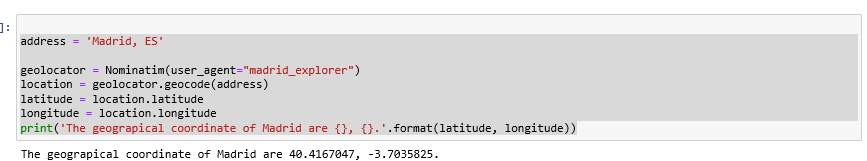 ]:
address = 'Madrid, ES'
geolocator = Nominatim(user_agent="madrid_explorer")
location = geolocator.geocode(address)
latitude = location.latitude
longitude = location.longitude
print('The geograpical coordinate of Madrid are {}, {}.'.format(latitude, longitude))
The geograpical coordinate of Madrid are 40.4167047, -3.7035825.